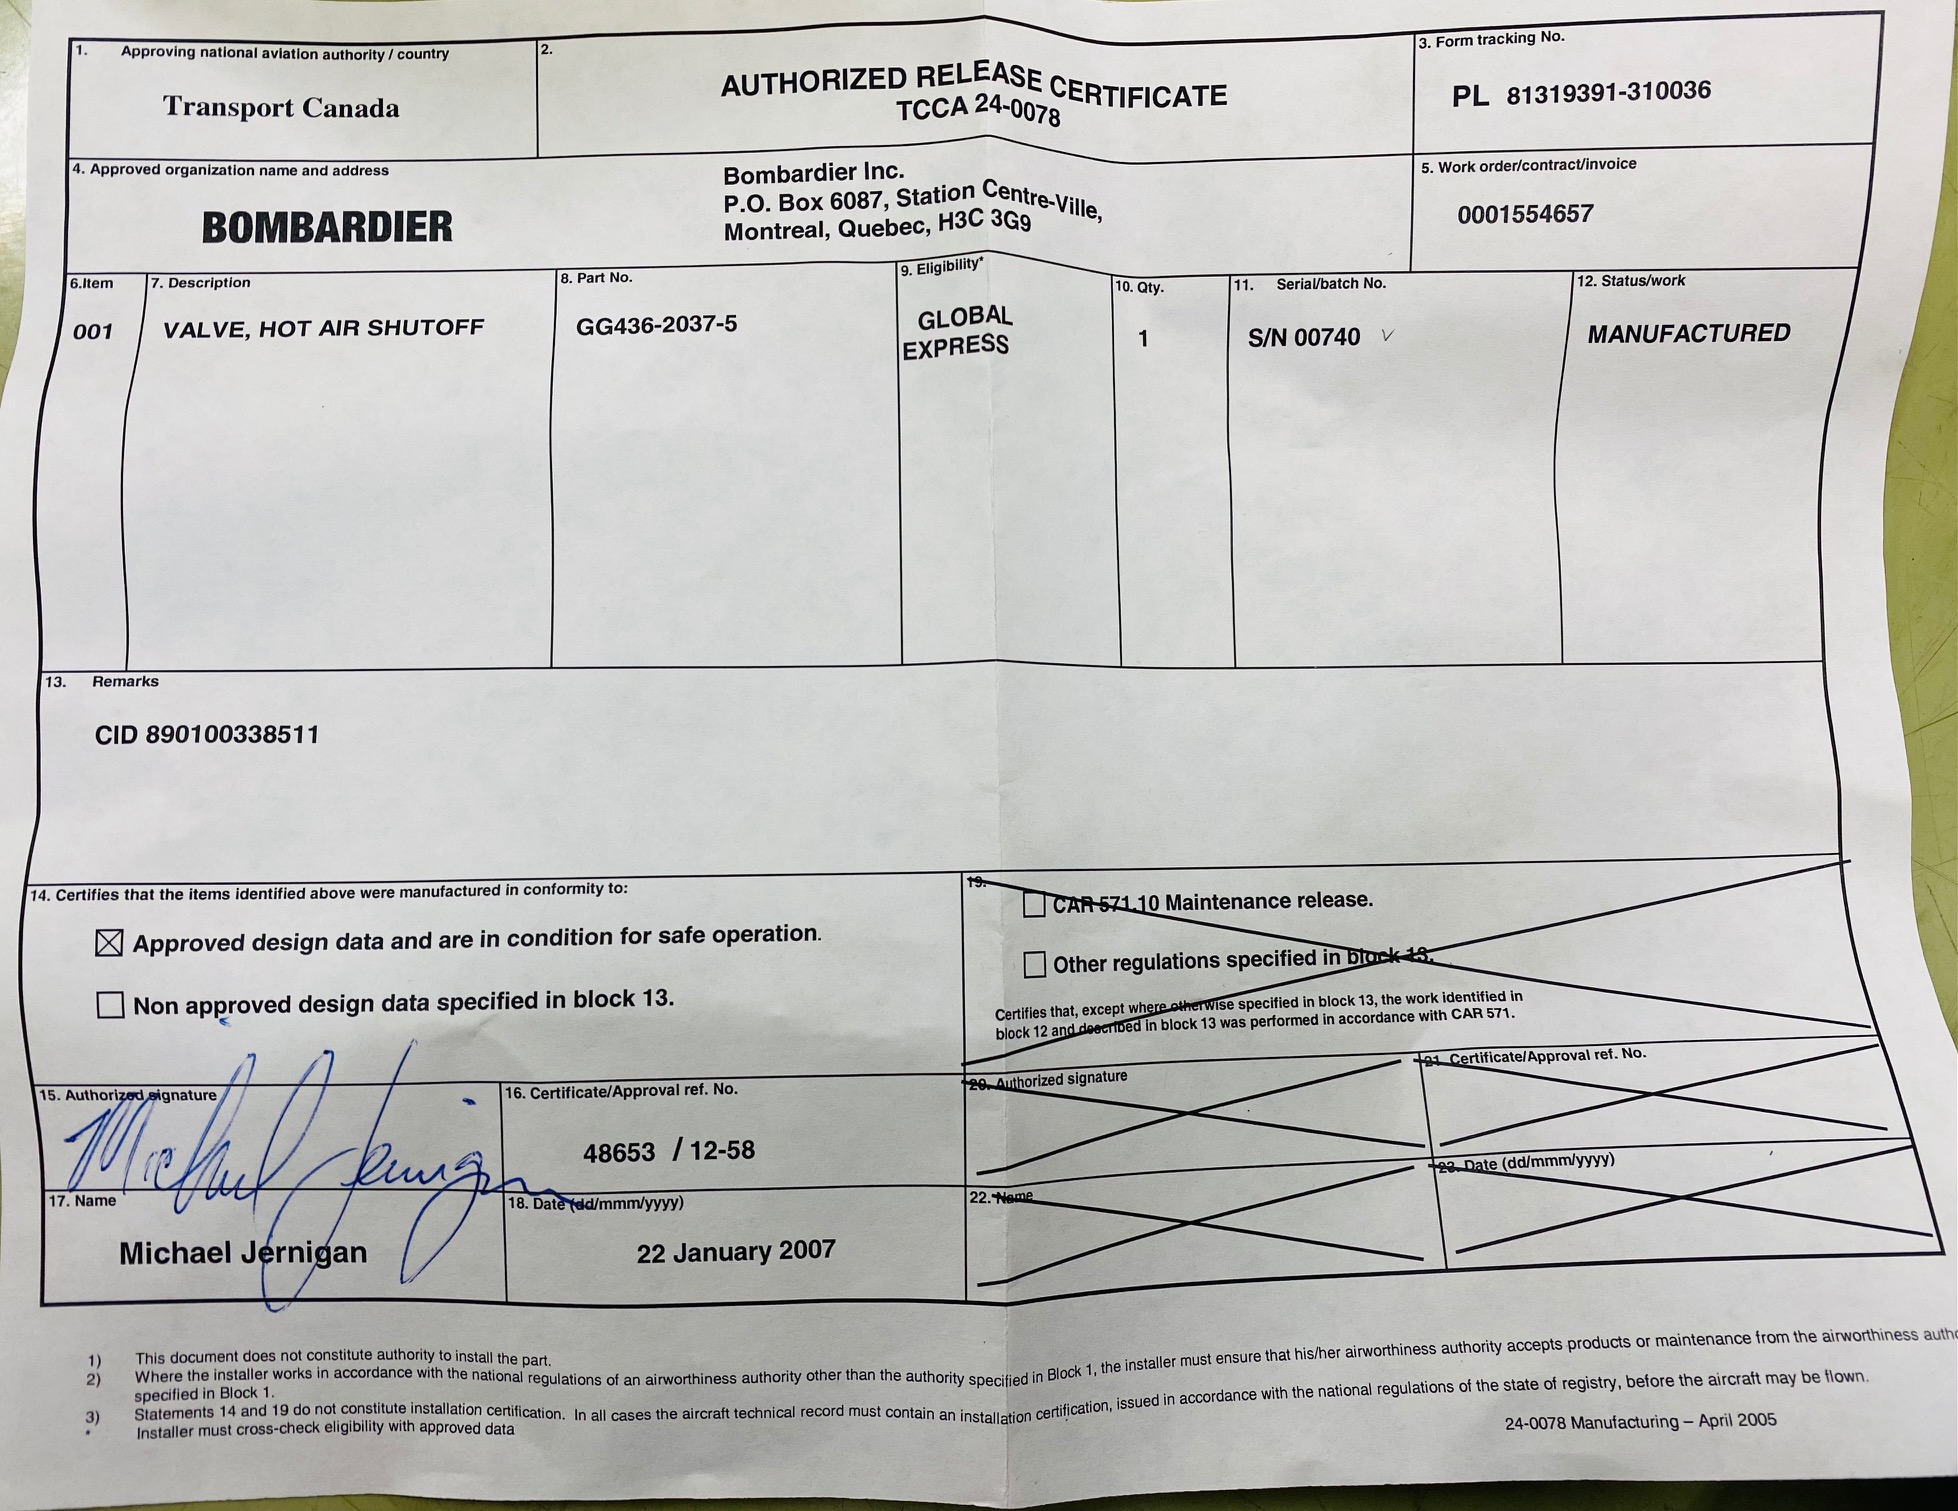 1. Approving national aviation authority / country
Transport Canada
2.
AUTHORIZED RELEASE CERTIFICATE
TCCA 24-0078
3. Form tracking No.
PL 81319391-310036
4. Approved organization name and address
BOMBARDIER
Bombardier Inc.
P.O. Box 6087, Station Centre-Ville,
Montreal, Quebec, H3C 3G9
5. Work order/contract/invoice
0001554657
6.Item
7. Description
8. Part No.
9. Eligibility*
10. Qty.
11. Serial/batch No.
12. Status/work
001
VALVE, HOT AIR SHUTOFF
GG436-2037-5
GLOBAL
EXPRESS
1
S/N 00740
MANUFACTURED
13. Remarks
CID 890100338511
14. Certifies that the items identified above were manufactured in conformity to:
Approved design data and are in condition for safe operation.
Non approved design data specified in block 13.
19.
CAR 571.10 Maintenance release.
Other regulations specified in block 13.
Certifies that, except where otherwise specified in block 13, the work identified in
block 12 and described in block 13 was performed in accordance with CAR 571.
15. Authorized signature
Michael Jernigan
16. Certificate/Approval ref. No.
48653 / 12-58
20. Authorized signature
21. Certificate/Approval ref. No.
17. Name
Michael Jernigan
18. Date (dd/mmm/yyyy)
22 January 2007
22. Name
23. Date (dd/mmm/yyyy)
1) This document does not constitute authority to install the part.
2) Where the installer works in accordance with the national regulations of an airworthiness authority other than the authority specified in Block 1, the installer must ensure that his/her airworthiness authority accepts products or maintenance from the airworthiness
specified in Block 1.
3) Statements 14 and 19 do not constitute installation certification. In all cases the aircraft technical record must contain an installation certification, issued in accordance with the national regulations of the state of registry, before the aircraft may be flown.
* Installer must cross-check eligibility with approved data
24-0078 Manufacturing – April 2005